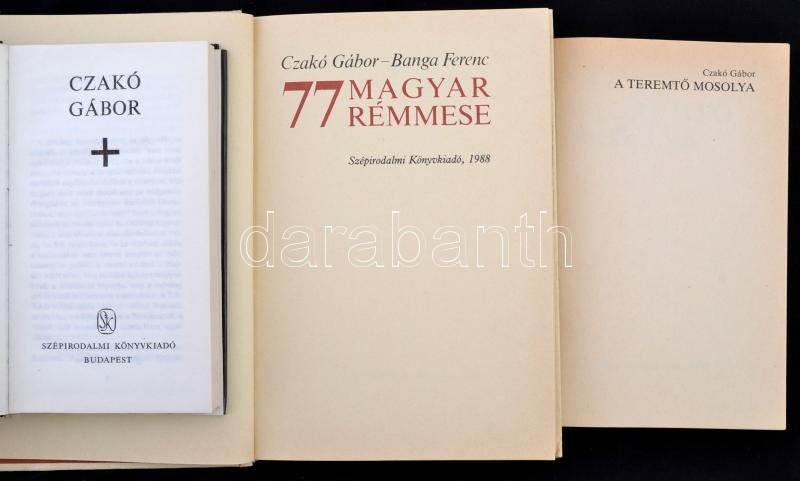 CZAKÓ
GÁBOR
+
SK
SZÉPIRODALMI KÖNYVKIADÓ
BUDAPEST
Czakó Gábor–Banga Ferenc
77 MAGYAR
RÉMMESE
Szépirodalmi Könyvkiadó, 1988
Czakó Gábor
A TEREMTŐ MOSOLYA
darabanth